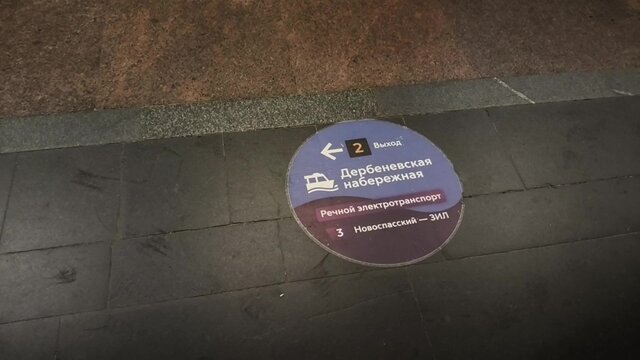 ← 2 Выход
Дербеневская
набережная
Речной электротранспорт
3 Новоспасский — ЗИЛ